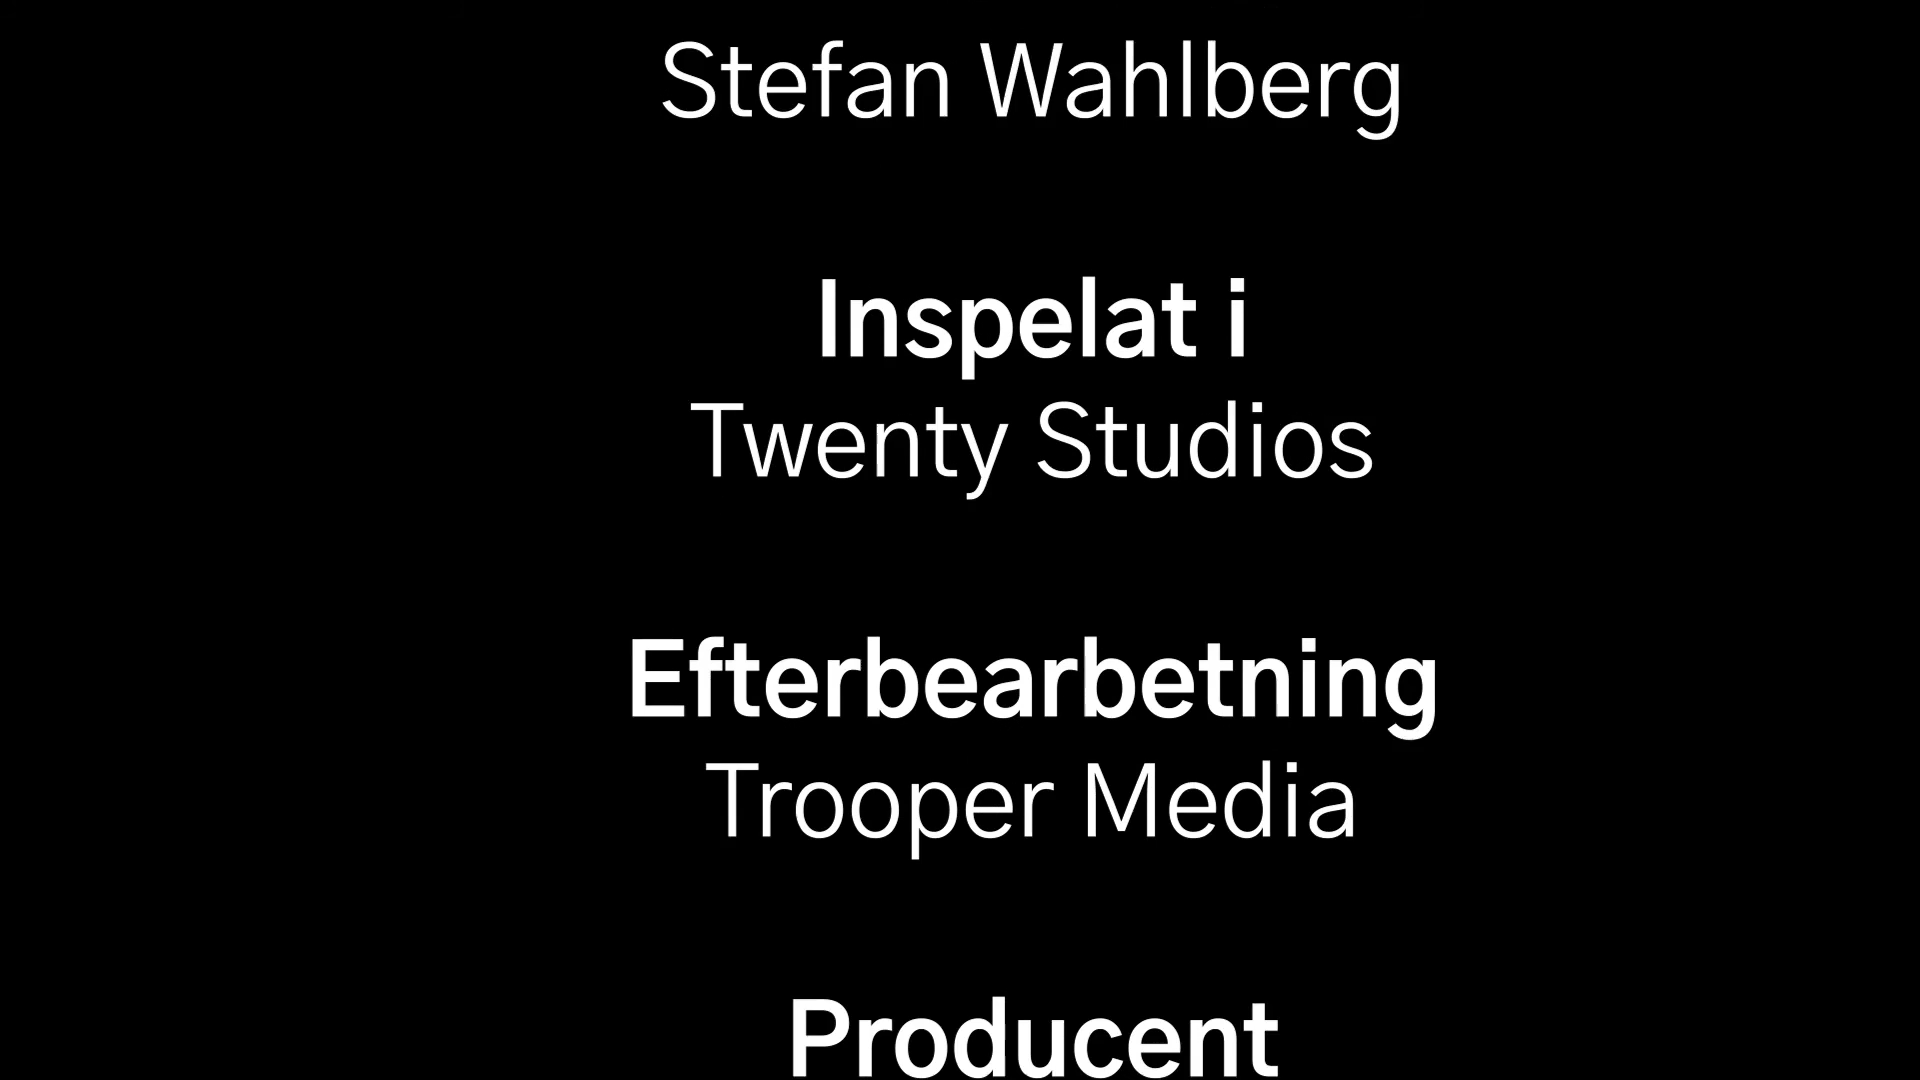 Stefan Wahlberg
Inspelat i
Twenty Studios
Efterbearbetning
Trooper Media
Producent